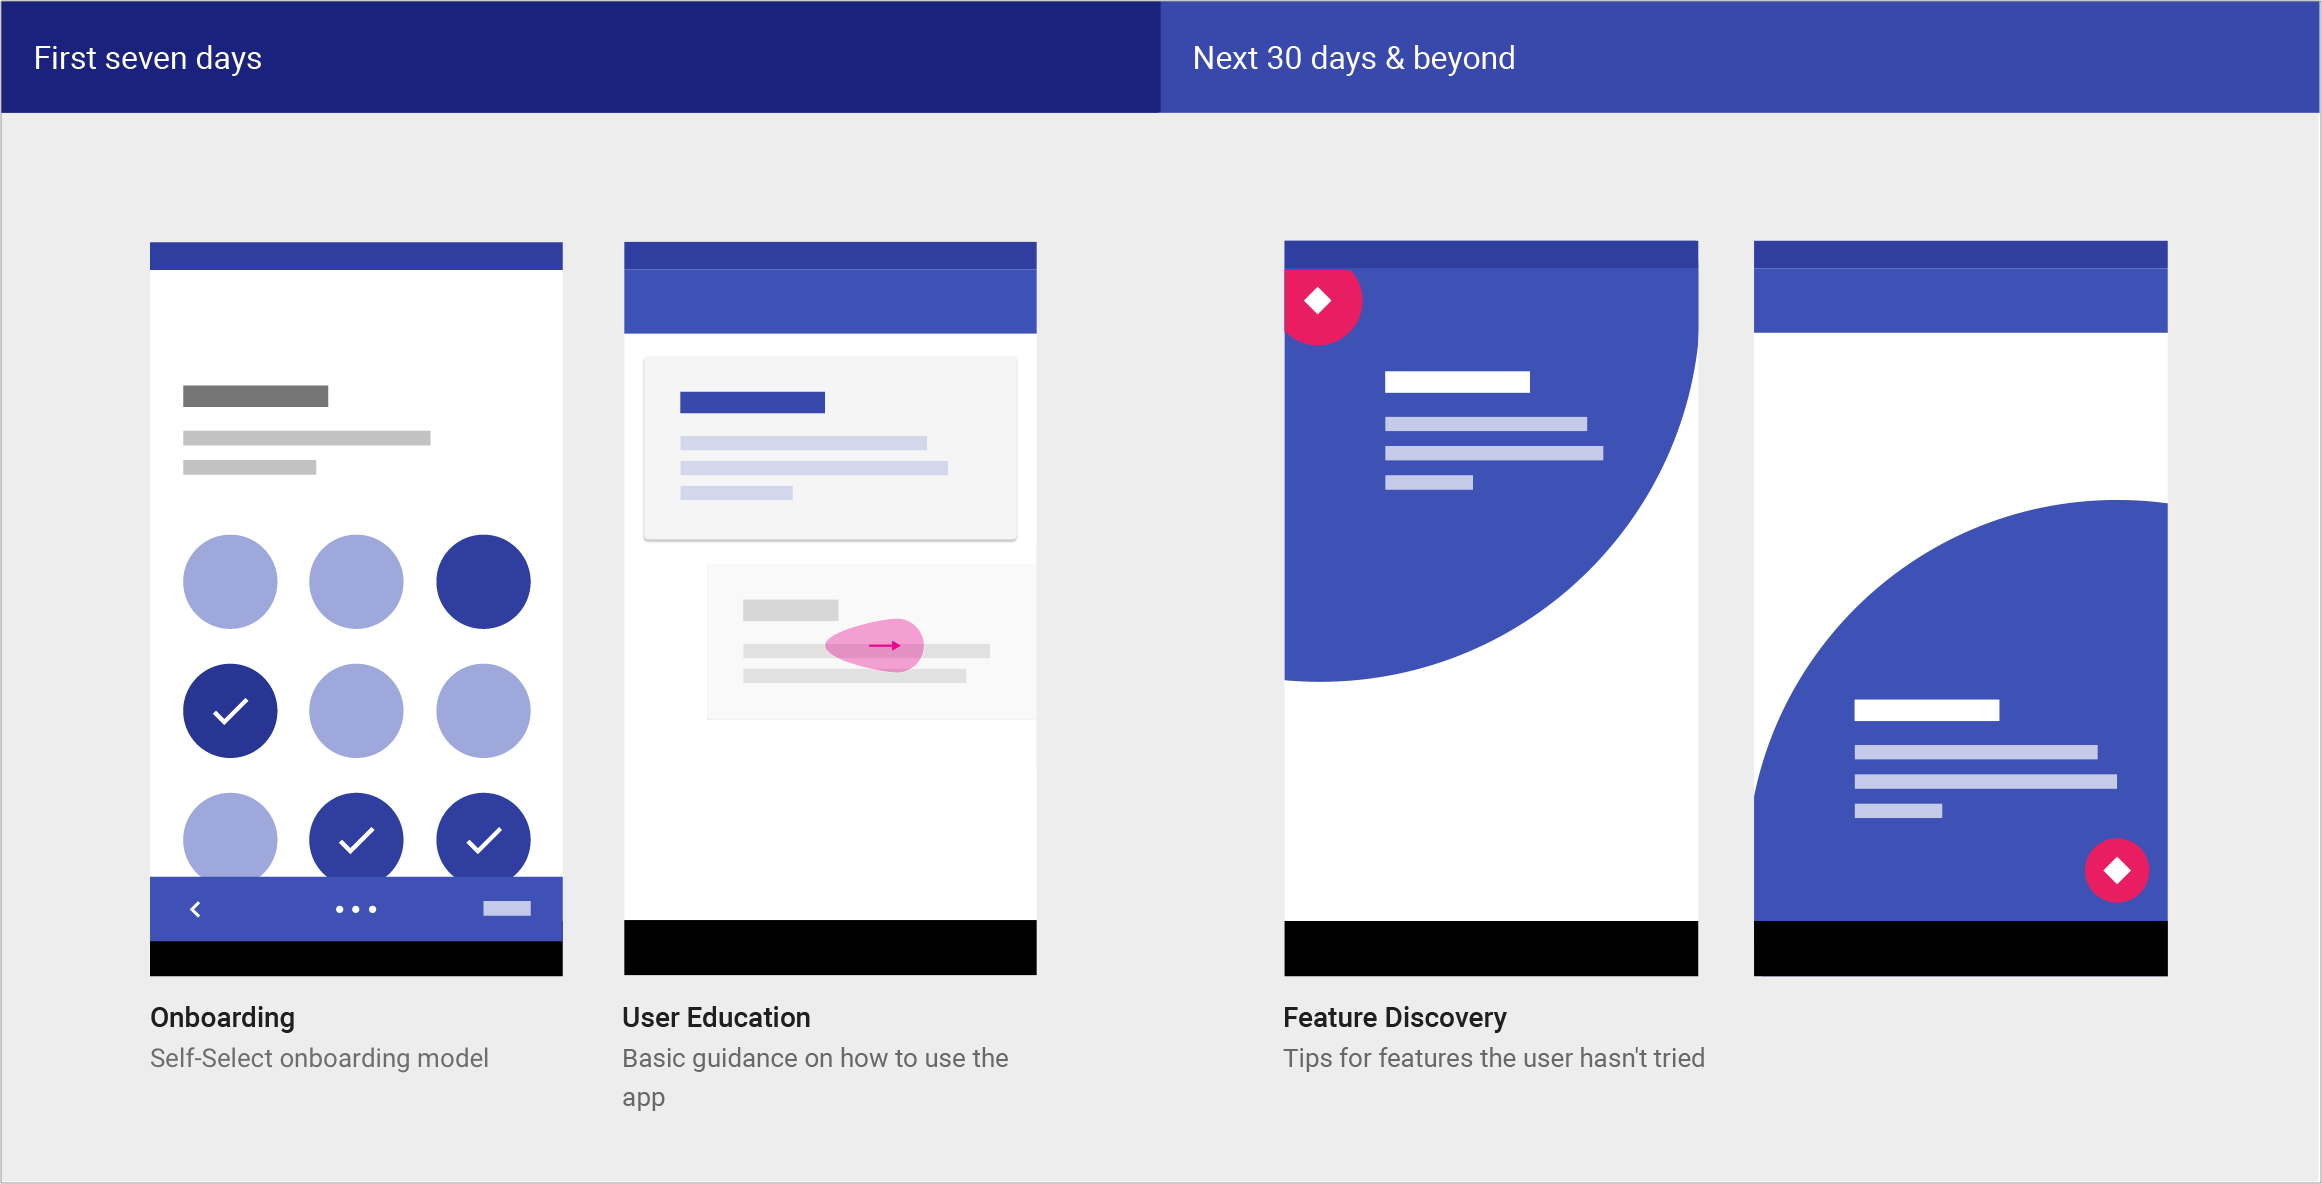 First seven days
Next 30 days & beyond
Onboarding
Self-Select onboarding model
User Education
Basic guidance on how to use the
app
Feature Discovery
Tips for features the user hasn't tried